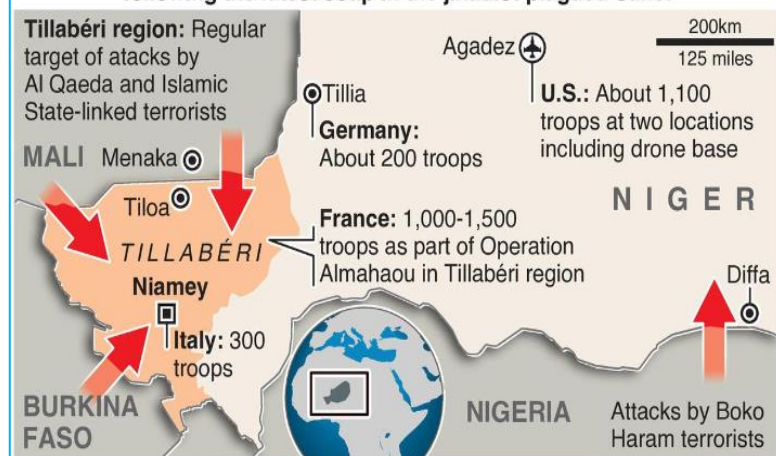 Tillabéri region: Regular
target of atacks by
Al Qaeda and Islamic
State-linked terrorists
Agadez
200km
125 miles
Tillia
Germany:
About 200 troops
U.S.: About 1,100
troops at two locations
including drone base
MALI
Menaka
Tiloa
NIGER
TILLABÉRI
France: 1,000-1,500
troops as part of Operation
Almahaou in Tillabéri region
Niamey
Italy: 300
troops
Diffa
BURKINA
FASO
NIGERIA
Attacks by Boko
Haram terrorists